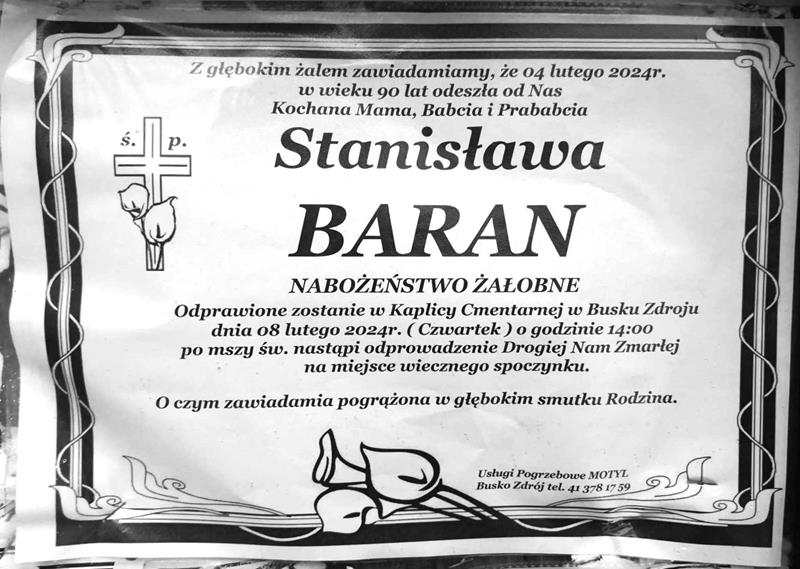 Z głębokim żalem zawiadamiamy, że 04 lutego 2024r.
w wieku 90 lat odeszła od Nas
Kochana Mama, Babcia i Prababcia
ś. p.
Stanisława
BARAN
NABOŻEŃSTWO ŻAŁOBNE
Odprawione zostanie w Kaplicy Cmentarnej w Busku Zdroju
dnia 08 lutego 2024r. ( Czwartek ) o godzinie 14:00
po mszy św. nastąpi odprowadzenie Drogiej Nam Zmarłej
na miejsce wiecznego spoczynku.
O czym zawiadamia pogrążona w głębokim smutku Rodzina.
Usługi Pogrzebowe MOTYL
Busko Zdrój tel. 41 378 17 59